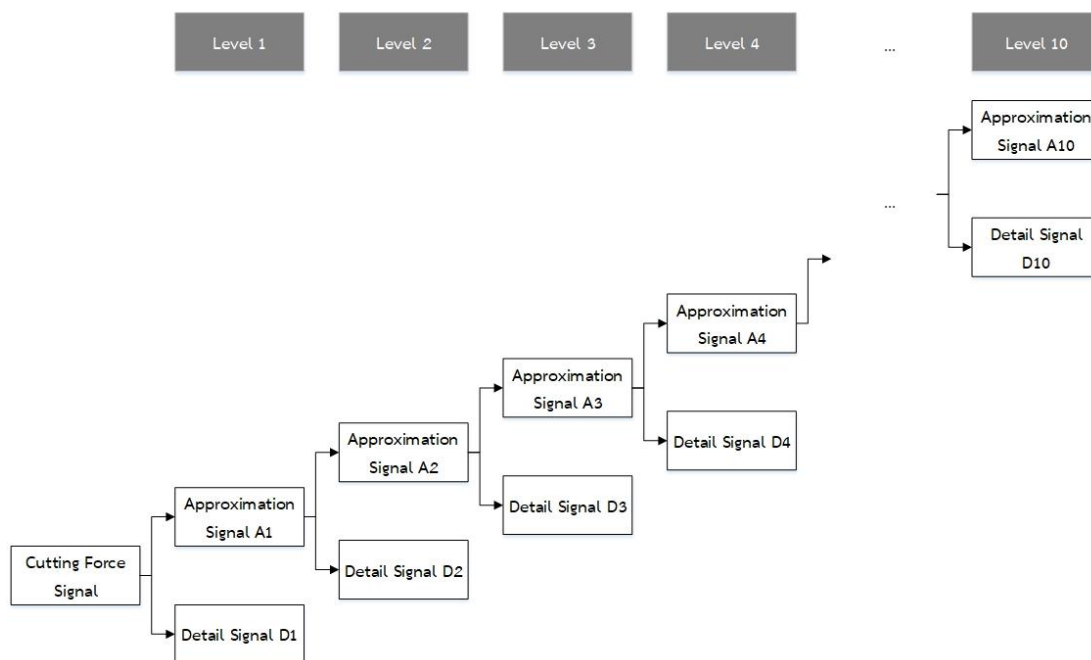 Level 1
Level 2
Level 3
Level 4
...
Level 10
Approximation
Signal A10
...
Detail Signal
D10
Approximation
Signal A4
Approximation
Signal A3
Detail Signal D4
Approximation
Signal A2
Detail Signal D3
Approximation
Signal A1
Cutting Force
Signal
Detail Signal D2
Detail Signal D1